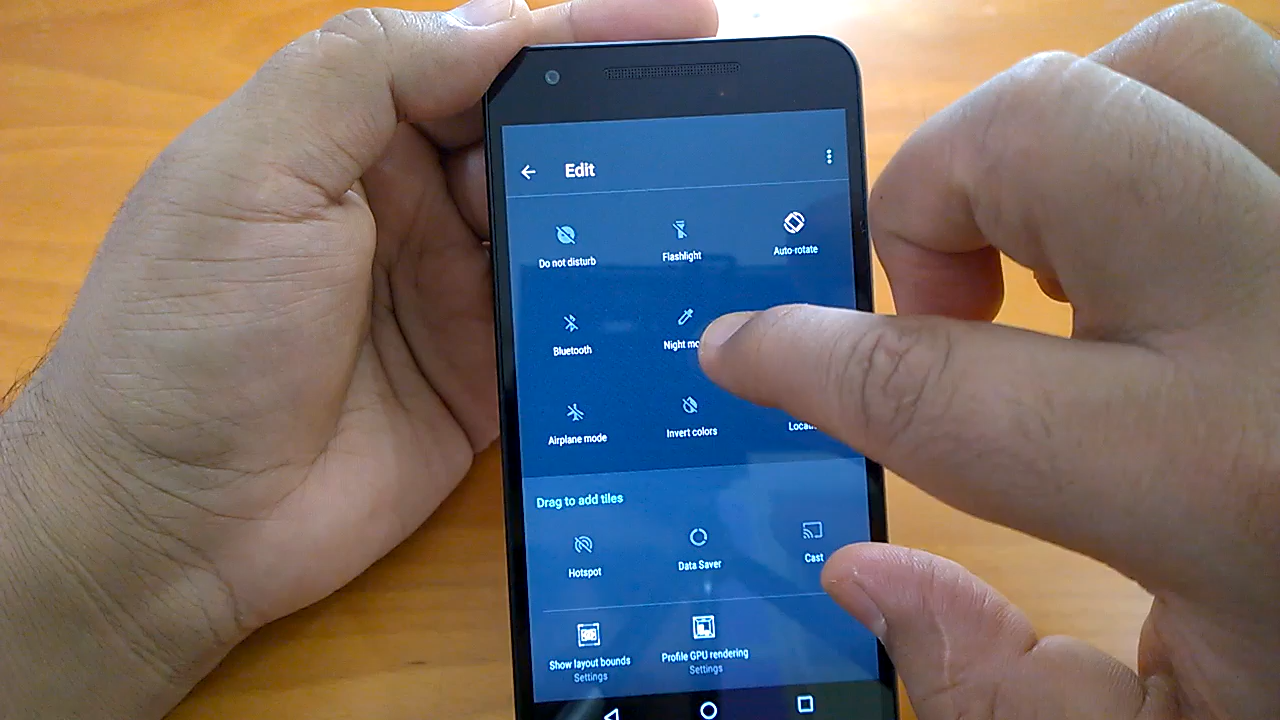 Edit
Do not disturb
Flashlight
Auto-rotate
Bluetooth
Night
Airplane mode
Invert colors
Drag to add tiles
Hotspot
Data Saver
Cast
Show layout bounds
Settings
Profile GPU rendering
Settings